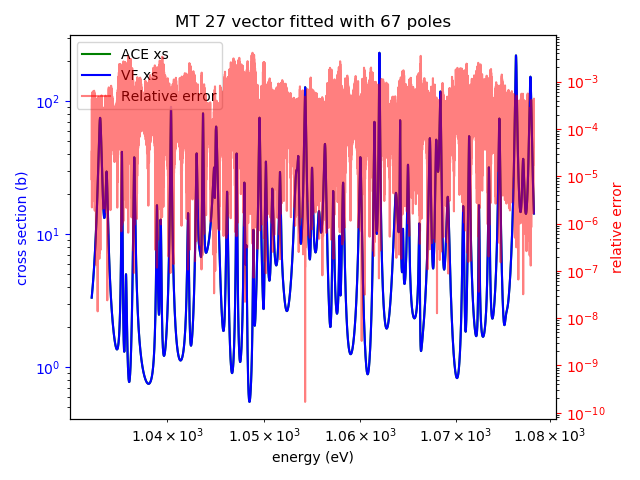 MT 27 vector fitted with 67 poles
ACE xs
VF xs
Relative error
cross section (b)
10² 10¹ 10⁰
relative error
10⁻³ 10⁻⁴ 10⁻⁵ 10⁻⁶ 10⁻⁷ 10⁻⁸ 10⁻⁹ 10⁻¹⁰
1.04 × 10³ 1.05 × 10³ 1.06 × 10³ 1.07 × 10³ 1.08 × 10³
energy (eV)